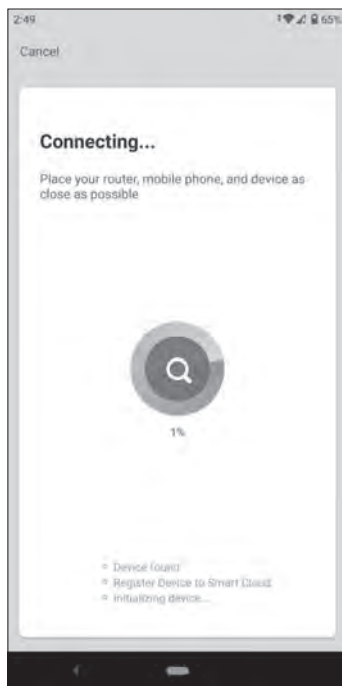 2:49
65%
Cancel
Connecting...
Place your router, mobile phone, and device as
close as possible
1%
Device found
Register Device to Smart Cloud
Initializing device...